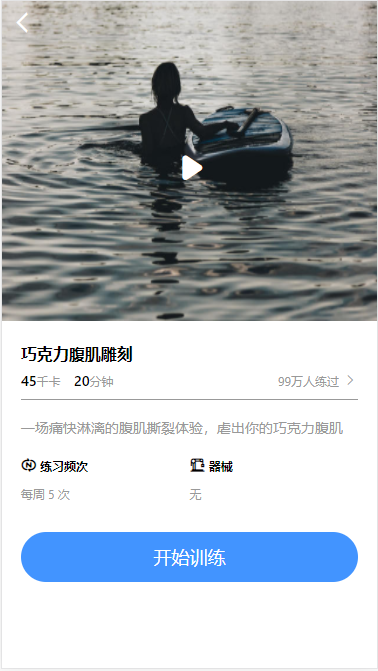 巧克力腹肌雕刻
45千卡 20分钟 99万人练过
一场痛快淋漓的腹肌撕裂体验，虐出你的巧克力腹肌
练习频次 器械
每周 5 次 无
开始训练